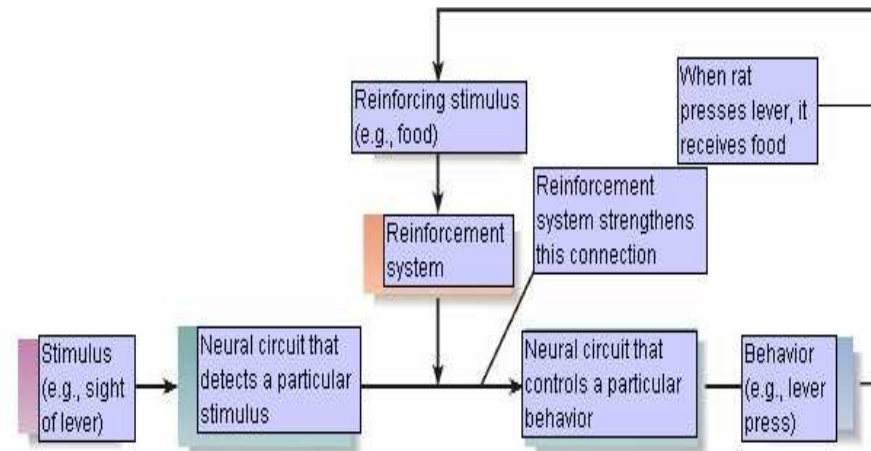 Reinforcing stimulus
(e.g., food)
When rat
presses lever, it
receives food
Reinforcement
system strengthens
this connection
Reinforcement
system
Stimulus
(e.g., sight
of lever)
Neural circuit that
detects a particular
stimulus
Neural circuit that
controls a particular
behavior
Behavior
(e.g., lever
press)